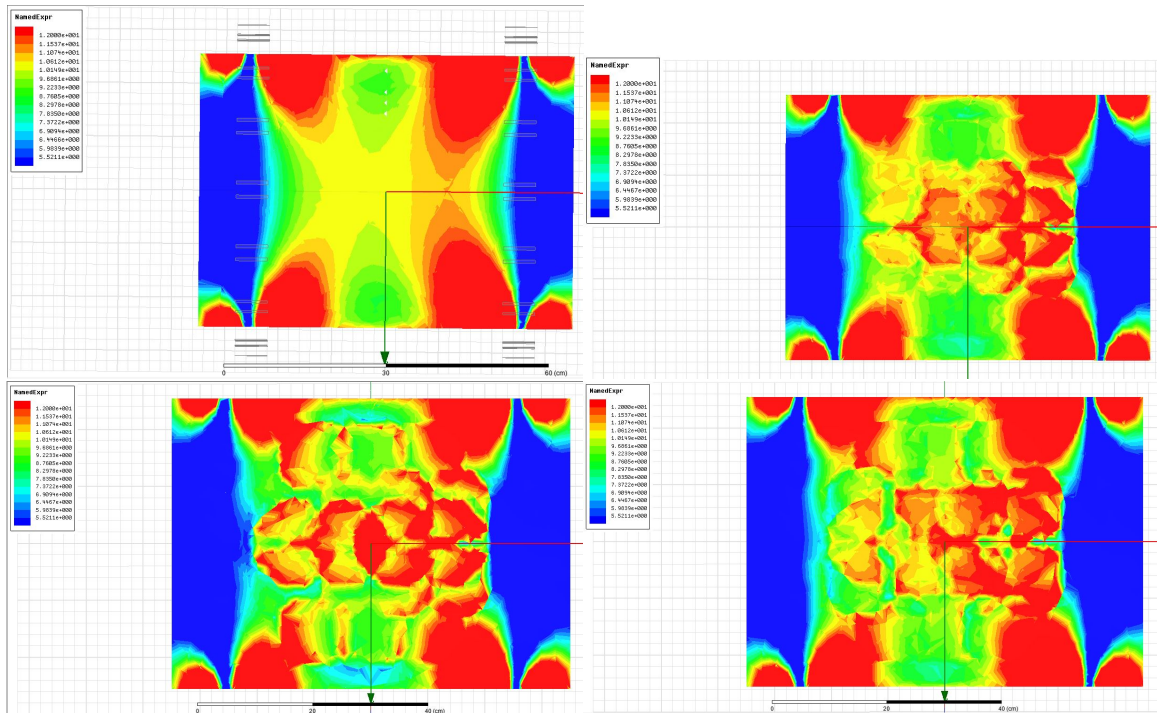 NamedExpr
1.2000e+001
1.1537e+001
1.1074e+001
1.0612e+001
1.0149e+001
9.6861e+000
9.2233e+000
8.7605e+000
8.2978e+000
7.8350e+000
7.3722e+000
6.9094e+000
6.4466e+000
5.9839e+000
5.5211e+000
0
30
60 (cm)
NamedExpr
1.2000e+001
1.1537e+001
1.1074e+001
1.0612e+001
1.0149e+001
9.6861e+000
9.2233e+000
8.7605e+000
8.2978e+000
7.8350e+000
7.3722e+000
6.9094e+000
6.4467e+000
5.9839e+000
5.5211e+000
NamedExpr
1.2000e+001
1.1537e+001
1.1074e+001
1.0612e+001
1.0149e+001
9.6861e+000
9.2233e+000
8.7605e+000
8.2978e+000
7.8350e+000
7.3722e+000
6.9094e+000
6.4467e+000
5.9839e+000
5.5211e+000
0
20
40 (cm)
NamedExpr
1.2000e+001
1.1537e+001
1.1074e+001
1.0612e+001
1.0149e+001
9.6861e+000
9.2233e+000
8.7605e+000
8.2978e+000
7.8350e+000
7.3722e+000
6.9094e+000
6.4467e+000
5.9839e+000
5.5211e+000
0
20
40 (cm)